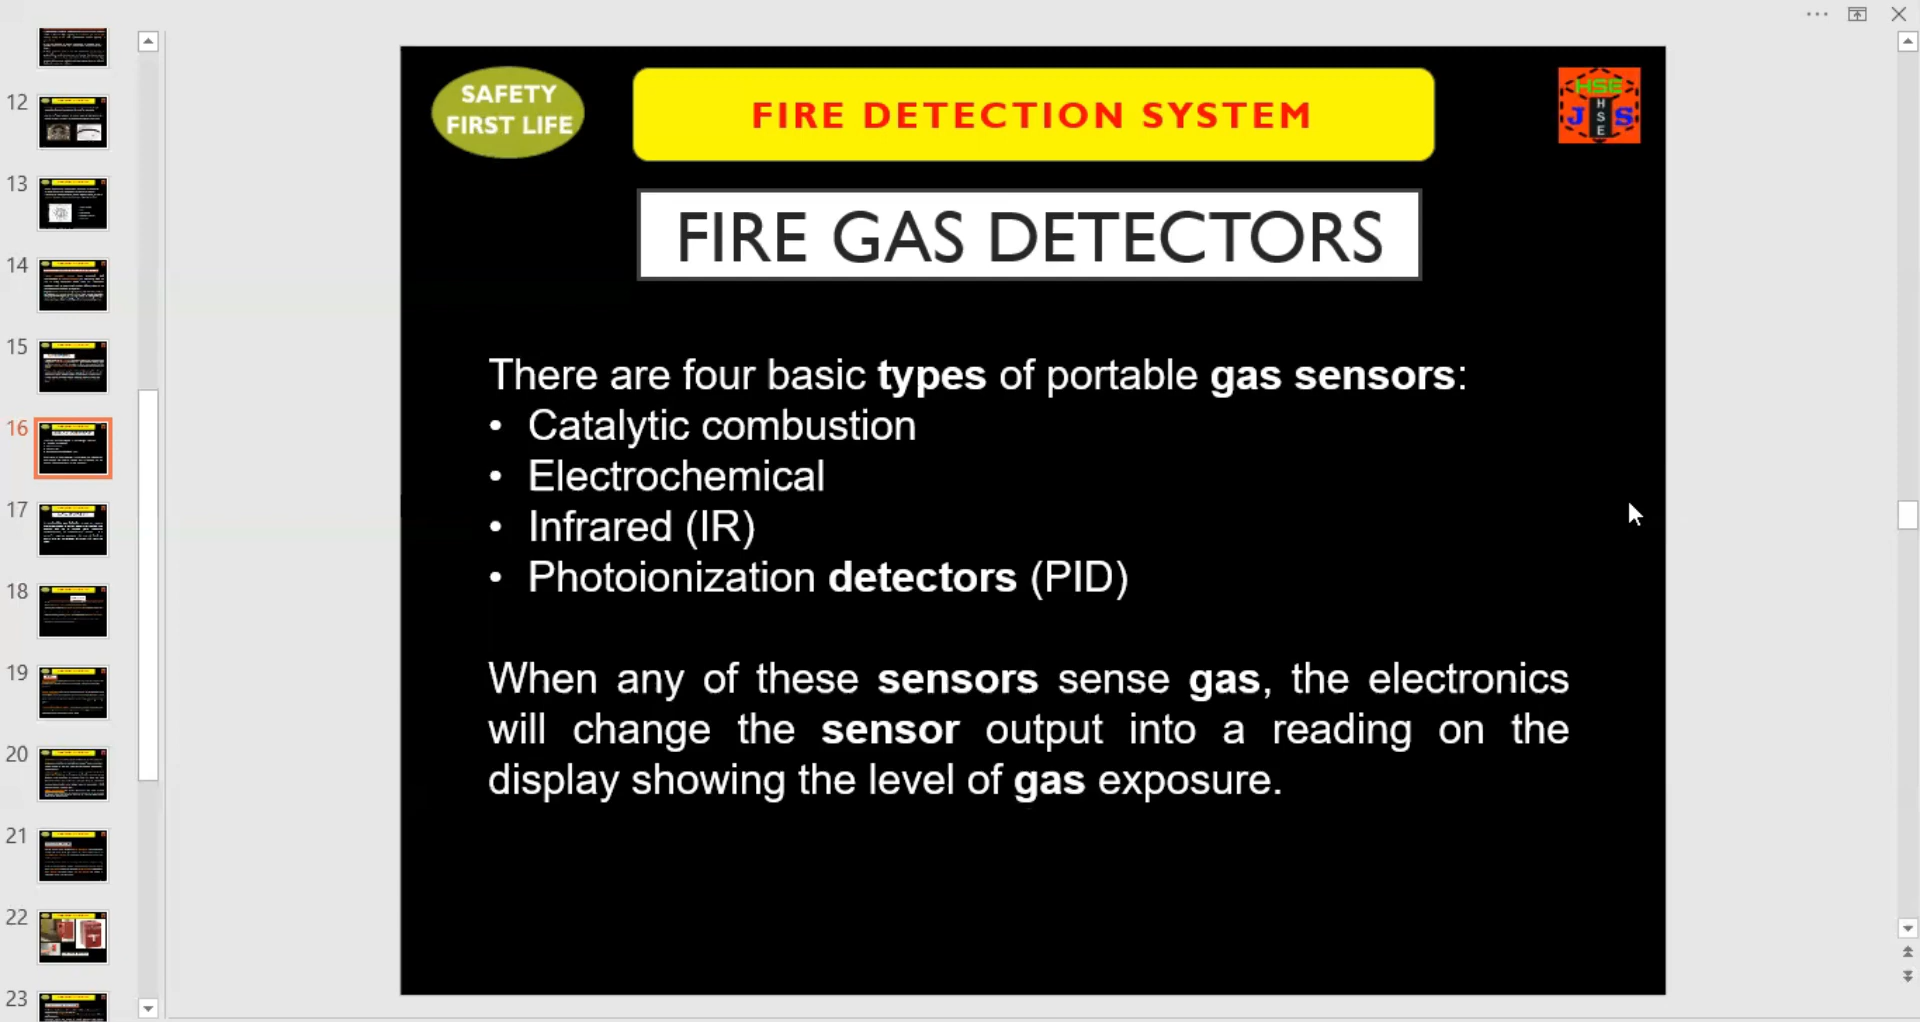 12
13
14
15
16
17
18
19
20
21
22
23
SAFETY
FIRST LIFE
FIRE DETECTION SYSTEM
HSE
J HSE S
FIRE GAS DETECTORS
There are four basic types of portable gas sensors:
• Catalytic combustion
• Electrochemical
• Infrared (IR)
• Photoionization detectors (PID)
When any of these sensors sense gas, the electronics
will change the sensor output into a reading on the
display showing the level of gas exposure.